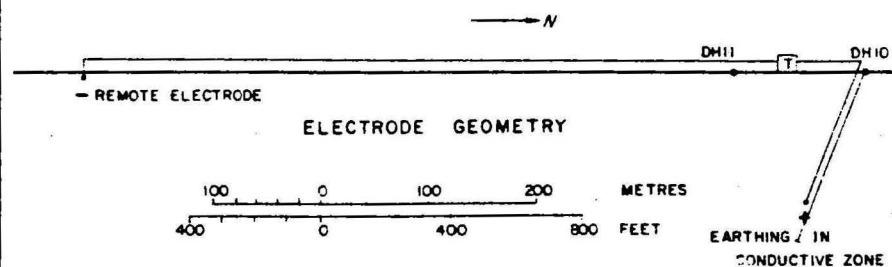 N
DH11 T DH10
– REMOTE ELECTRODE
ELECTRODE GEOMETRY
100 0 100 200 METRES
400 0 400 800 FEET
+
EARTHING IN
CONDUCTIVE ZONE